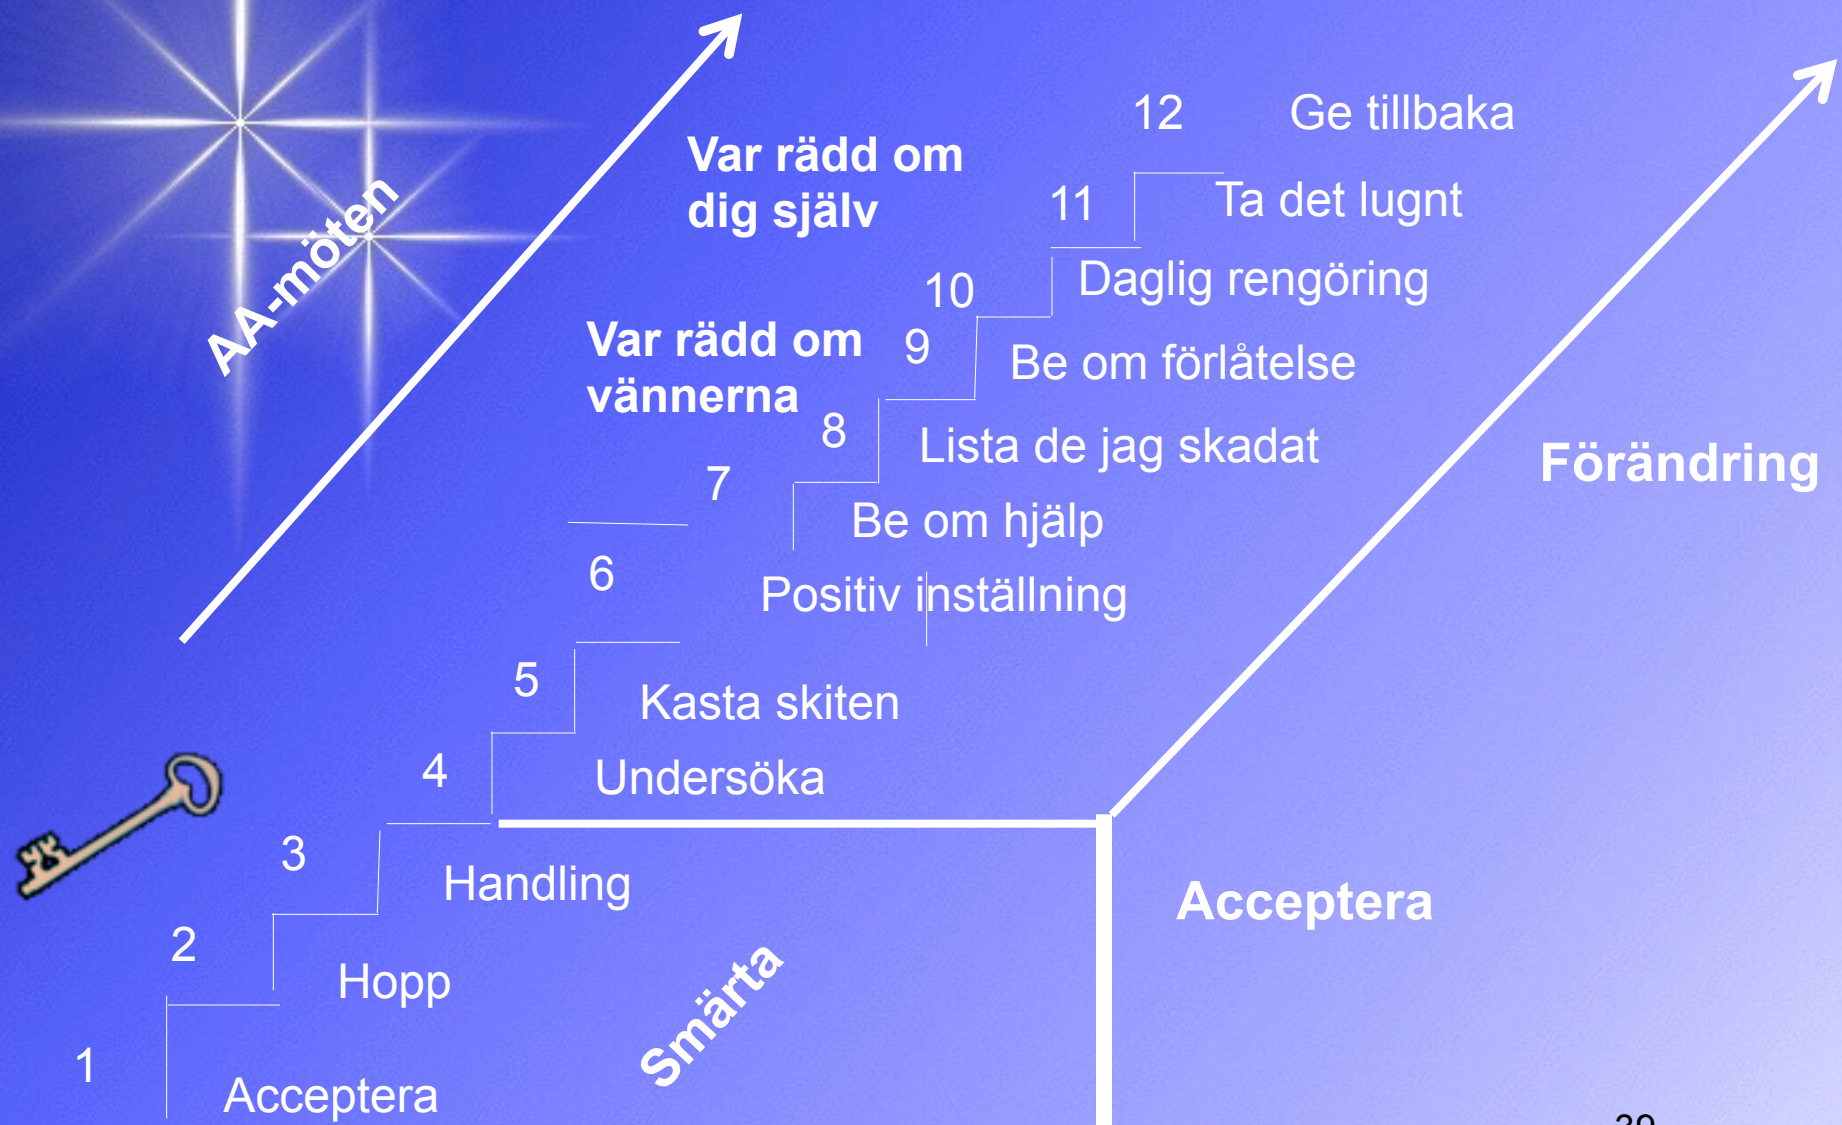 12 Ge tillbaka
Var rädd om
dig själv
11 Ta det lugnt
AA-möten
10 Daglig rengöring
Var rädd om
vännerna
9 Be om förlåtelse
8 Lista de jag skadat
Förändring
7 Be om hjälp
6 Positiv inställning
5 Kasta skiten
4 Undersöka
3 Handling
Acceptera
2 Hopp
Smärta
1 Acceptera
39